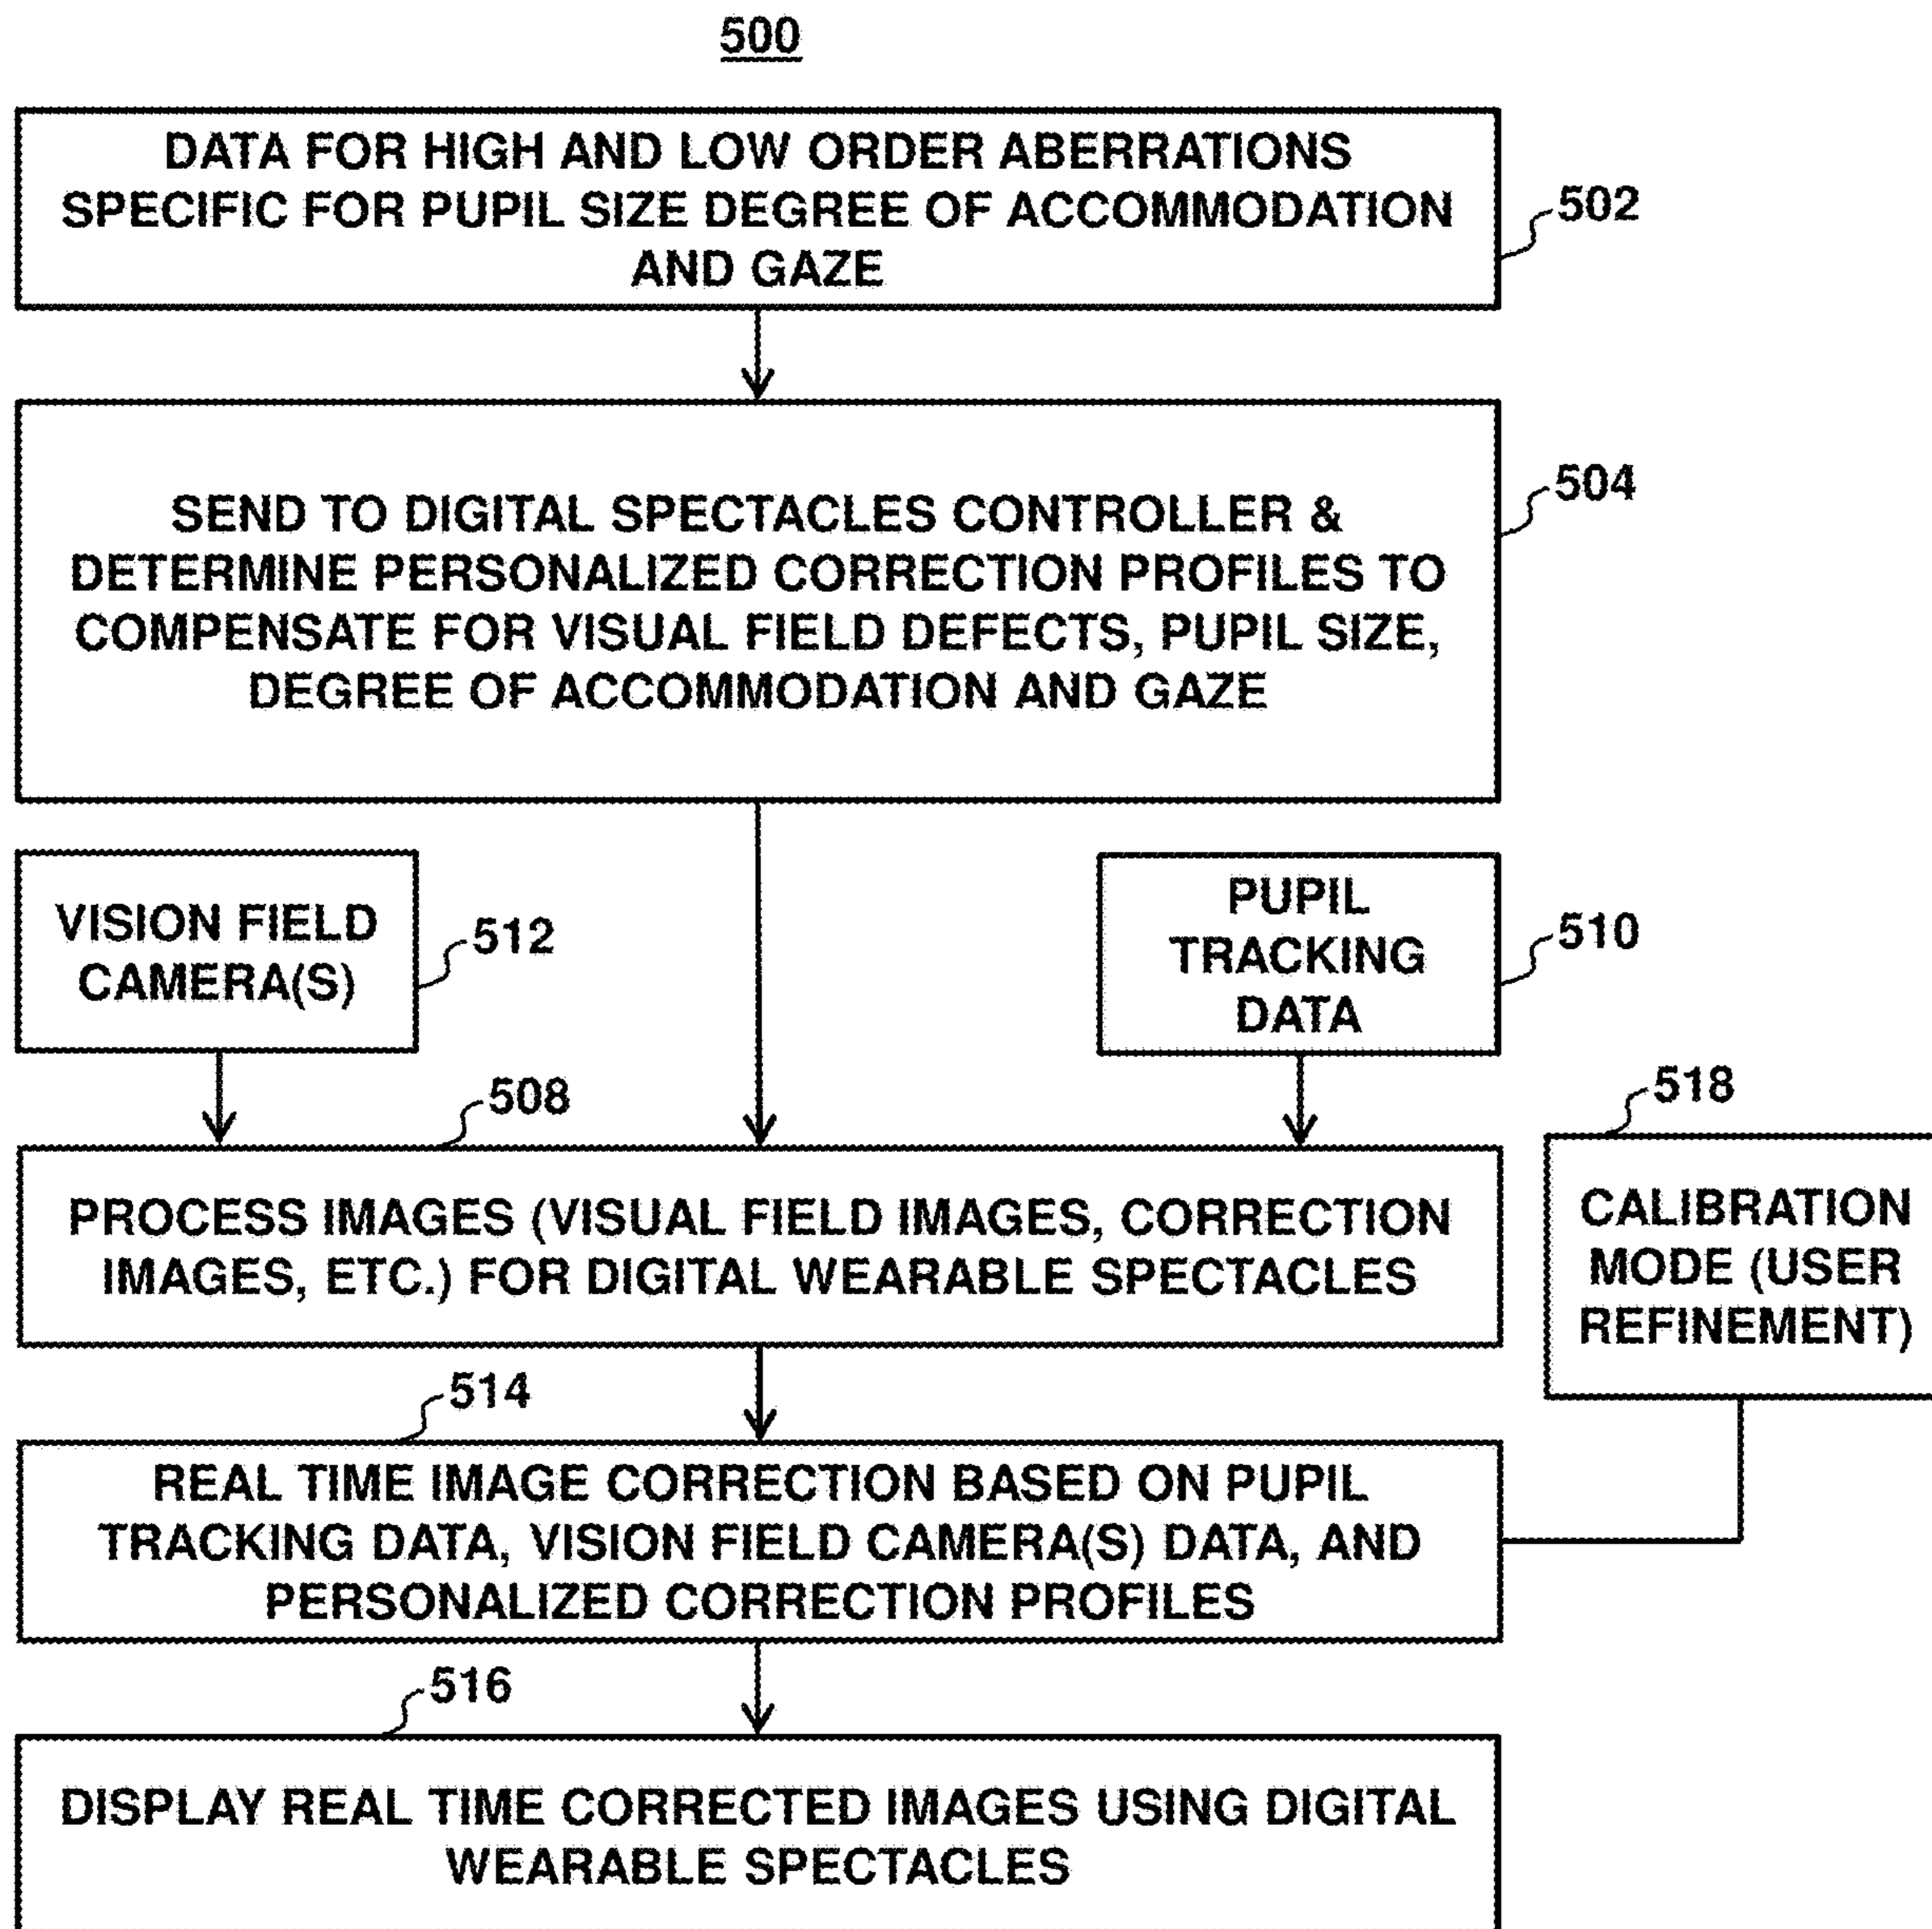 500
DATA FOR HIGH AND LOW ORDER ABERRATIONS
SPECIFIC FOR PUPIL SIZE DEGREE OF ACCOMMODATION
AND GAZE
502
SEND TO DIGITAL SPECTACLES CONTROLLER &
DETERMINE PERSONALIZED CORRECTION PROFILES TO
COMPENSATE FOR VISUAL FIELD DEFECTS, PUPIL SIZE,
DEGREE OF ACCOMMODATION AND GAZE
504
VISION FIELD
CAMERA(S)
512
PUPIL
TRACKING
DATA
510
508
PROCESS IMAGES (VISUAL FIELD IMAGES, CORRECTION
IMAGES, ETC.) FOR DIGITAL WEARABLE SPECTACLES
518
CALIBRATION
MODE (USER
REFINEMENT)
514
REAL TIME IMAGE CORRECTION BASED ON PUPIL
TRACKING DATA, VISION FIELD CAMERA(S) DATA, AND
PERSONALIZED CORRECTION PROFILES
516
DISPLAY REAL TIME CORRECTED IMAGES USING DIGITAL
WEARABLE SPECTACLES